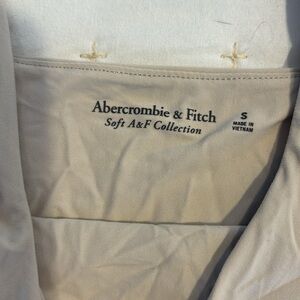 Abercrombie & Fitch
Soft A&F Collection
S
MADE IN
VIETNAM